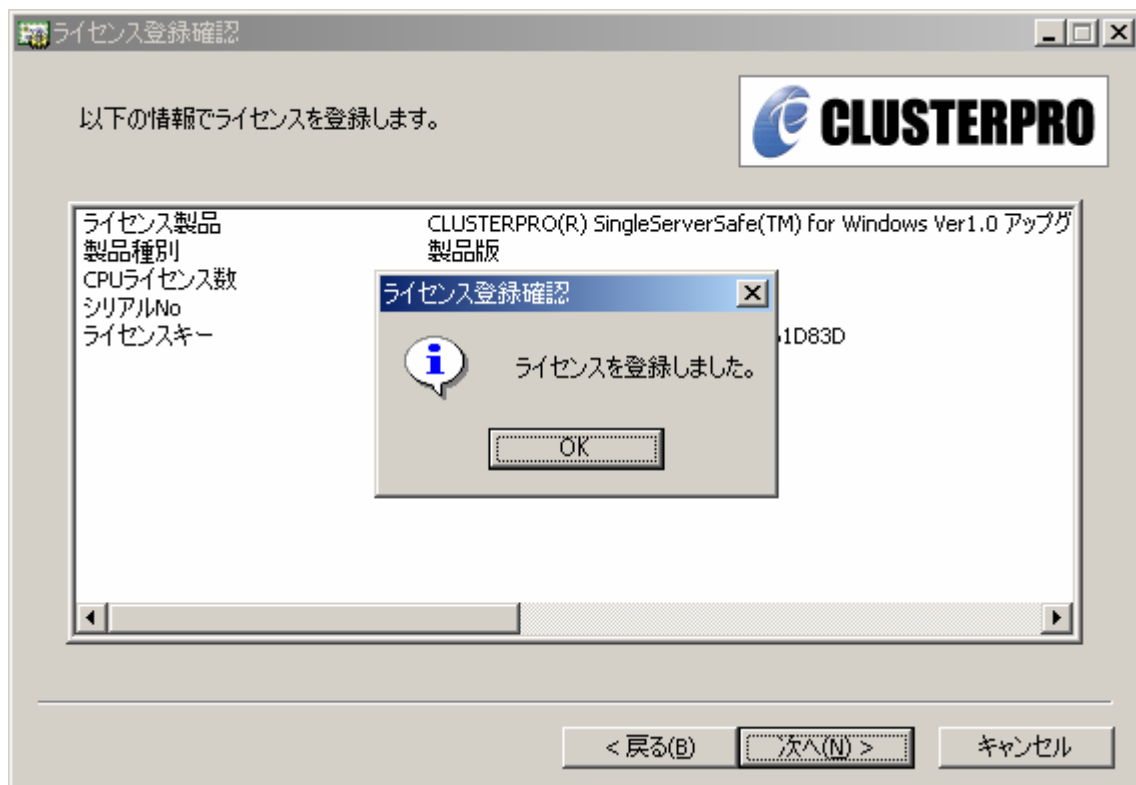 ライセンス登録確認
以下の情報でライセンスを登録します。
CLUSTERPRO
ライセンス製品 CLUSTERPRO(R) SingleServerSafe(TM) for Windows Ver1.0 アップグ
製品種別 製品版
CPUライセンス数
シリアルNo
ライセンスキー 1D83D
ライセンス登録確認
ライセンスを登録しました。
OK
< 戻る(B) 次へ(N) > キャンセル